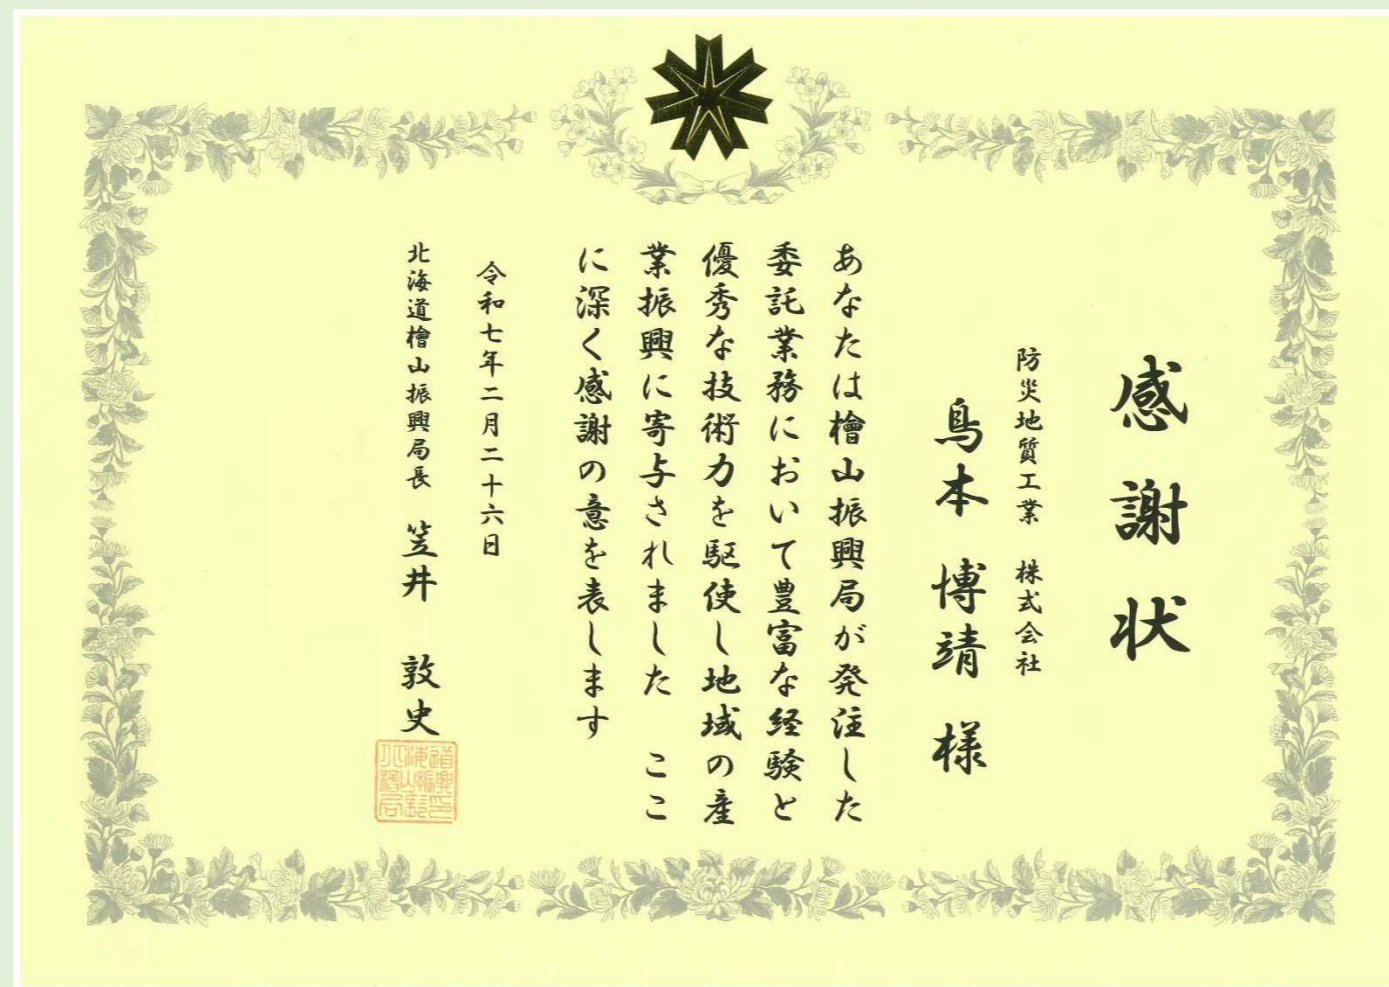 感謝状
防災地質工業　株式会社
鳥本　博靖　様
あなたは檜山振興局が発注した
委託業務において豊富な経験と
優秀な技術力を駆使し地域の産
業振興に寄与されました　ここ
に深く感謝の意を表します
令和七年二月二十六日
北海道檜山振興局長　笠井　敦史